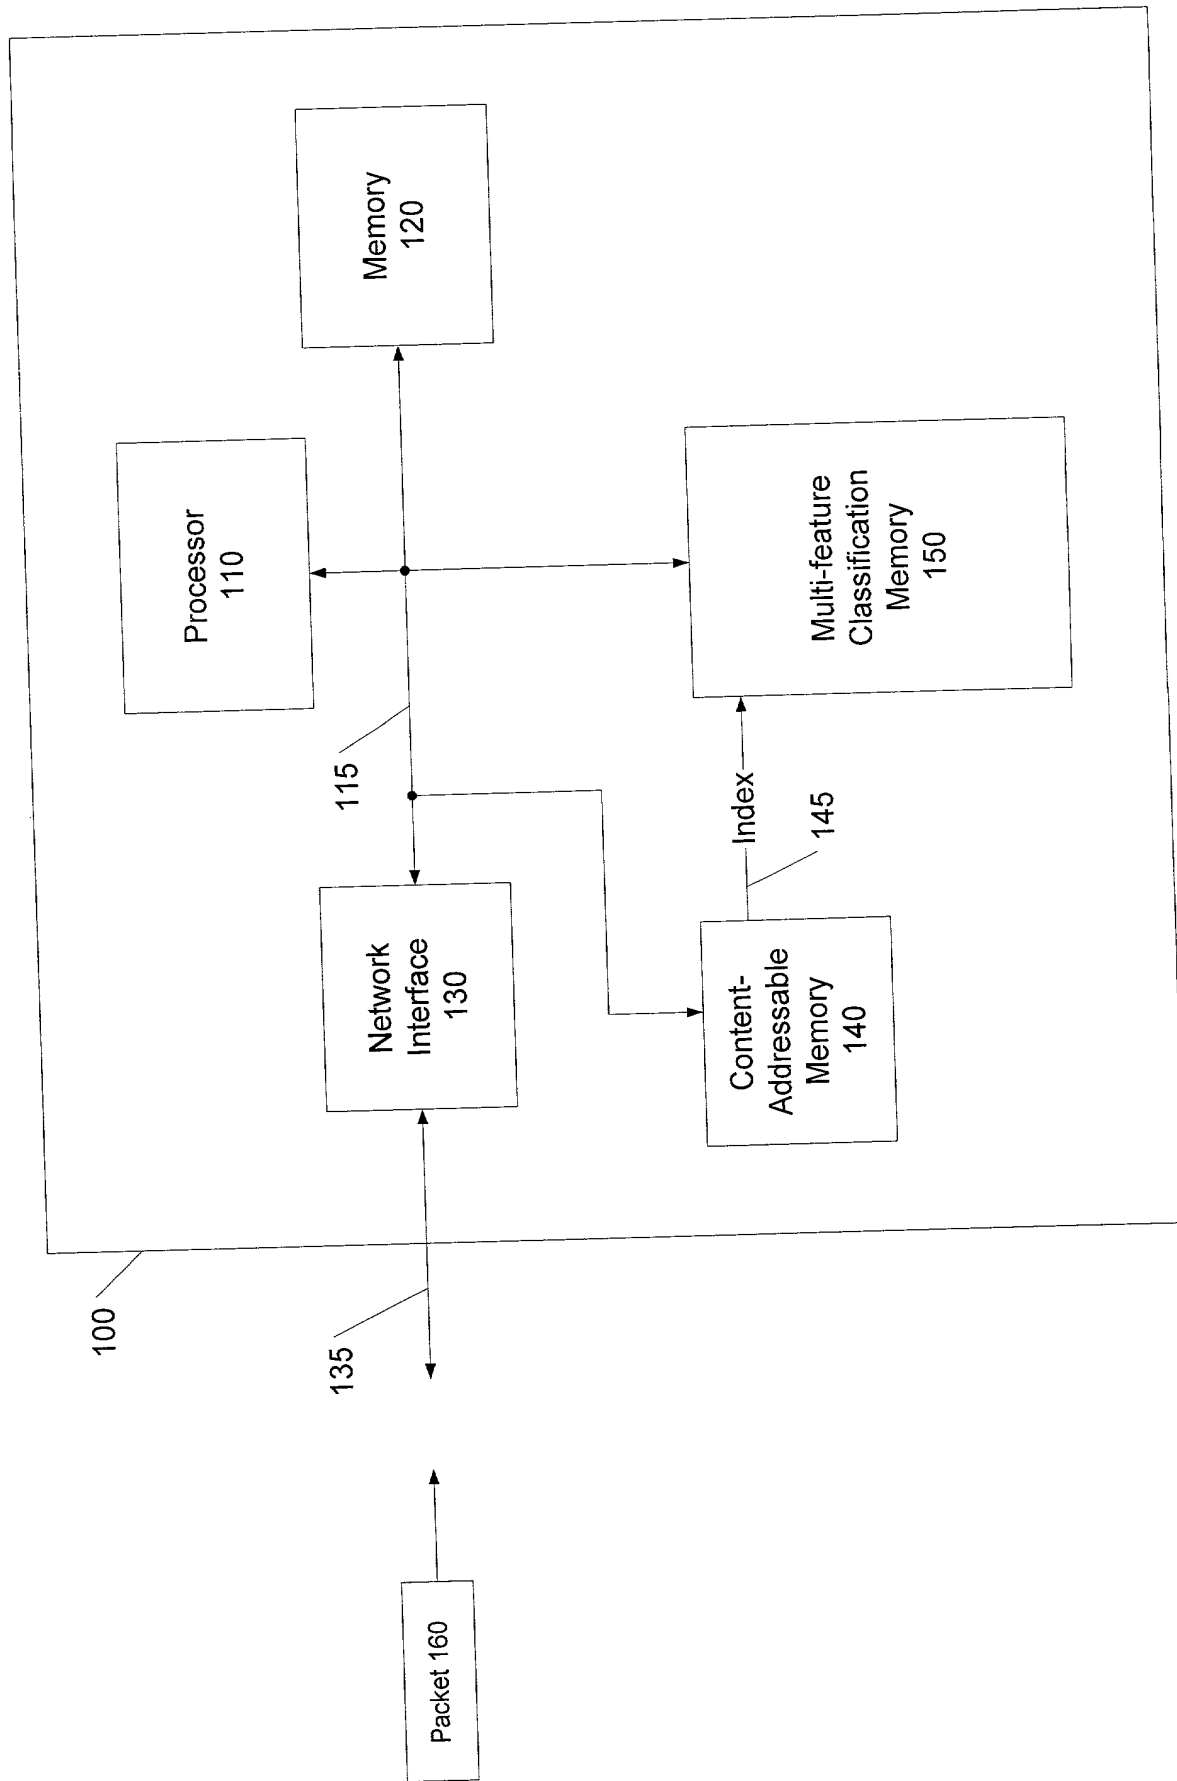 100
Processor
110
Memory
120
115
Network
Interface
130
135
Packet 160
Content-
Addressable
Memory
140
Index
145
Multi-feature
Classification
Memory
150